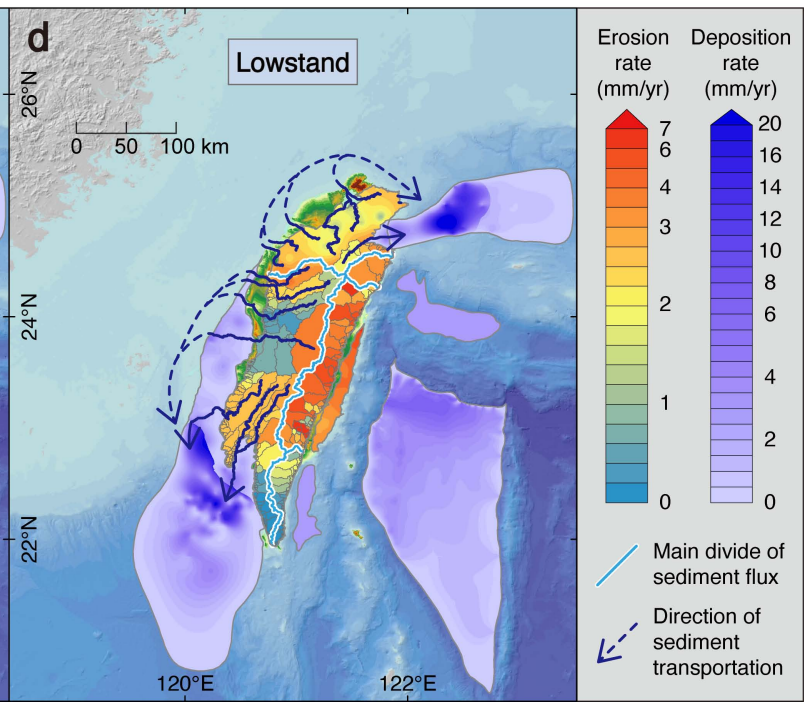 d
Lowstand
0 50 100 km
26°N
24°N
22°N
120°E 122°E
Erosion
rate
(mm/yr)
7
6
4
3
2
1
0
Deposition
rate
(mm/yr)
20
16
14
12
10
8
6
4
2
0
Main divide of
sediment flux
Direction of
sediment
transportation